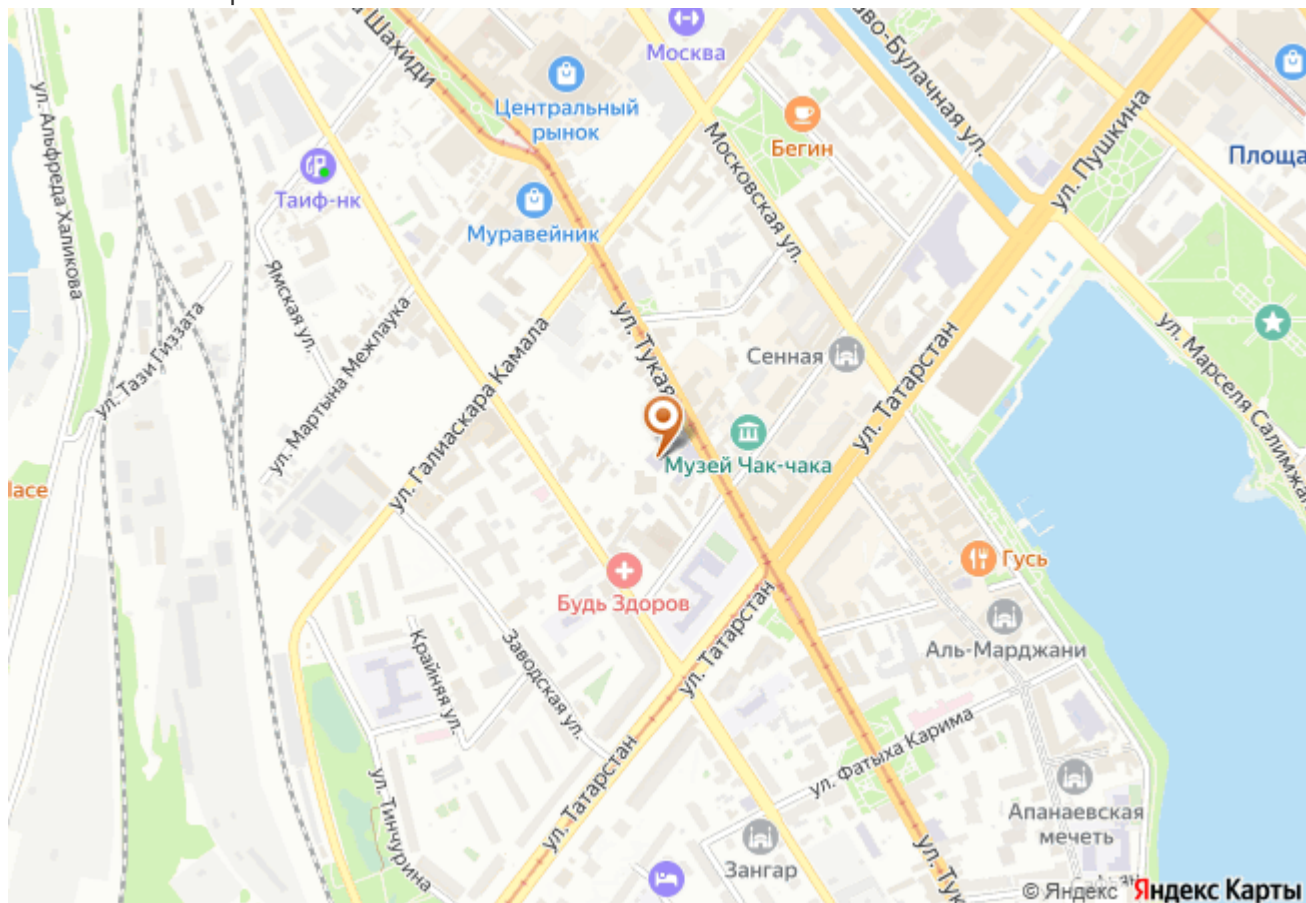 а Шахиди
Москва
во-Булачная ул.
Центральный
рынок
Бегин
ул. Пушкина
Площа
ул. Альфреда Халикова
Таиф-нк
Муравейник
Московская ул.
Ямская ул.
ул. Тази Гиззата
ул. Мартына Межлаука
ул. Галиаскара Камала
ул. Тукая
Сенная
ул. Татарстан
ул. Марселя Салимжа
Музей Чак-чака
lace
Будь Здоров
Гусь
Аль-Марджани
Крайняя ул.
Заводская ул.
ул. Татарстан
ул. Фатыха Карима
ул. Тинчурина
ул. Татарстан
Апанаевская
мечеть
Зангар
ул. Тук
© Яндекс Яндекс Карты